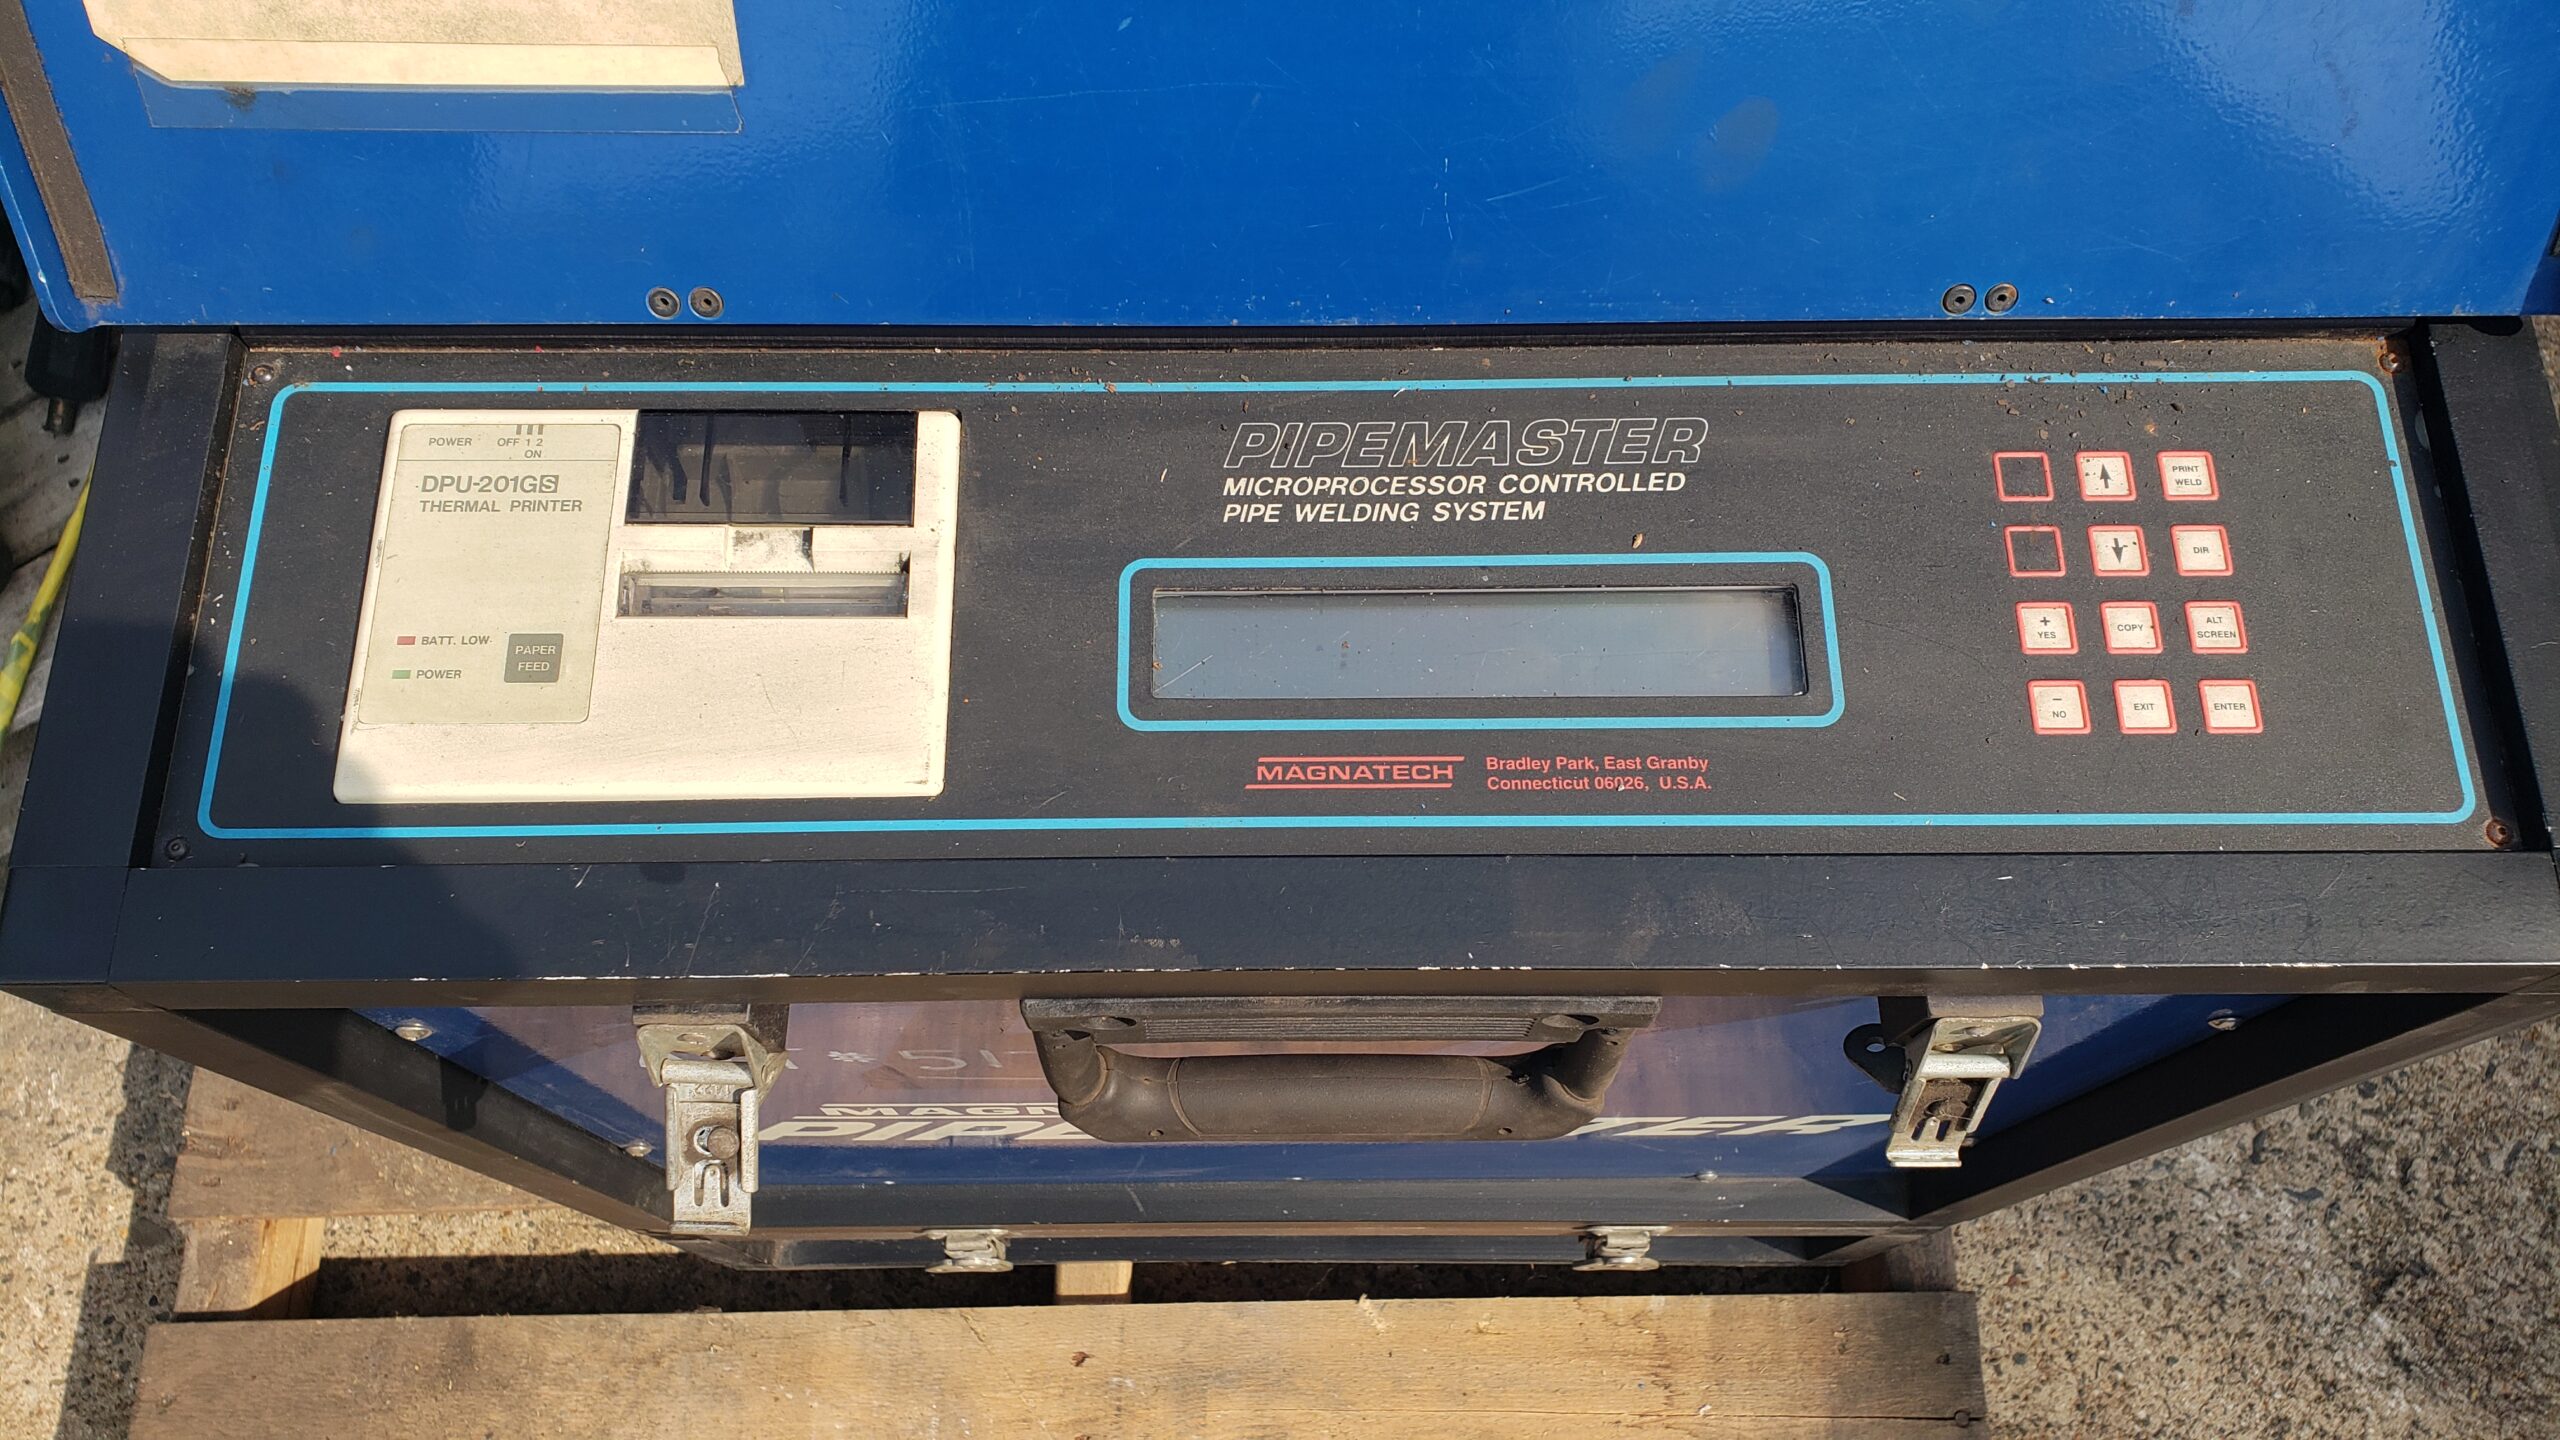 POWER OFF 1 2
ON
DPU-201GS
THERMAL PRINTER
BATT. LOW
POWER
PAPER
FEED
PIPEMASTER
MICROPROCESSOR CONTROLLED
PIPE WELDING SYSTEM
MAGNATECH
Bradley Park, East Granby
Connecticut 06026, U.S.A.
PRINT
WELD
DIR
+
YES
COPY
ALT
SCREEN
-
NO
EXIT
ENTER